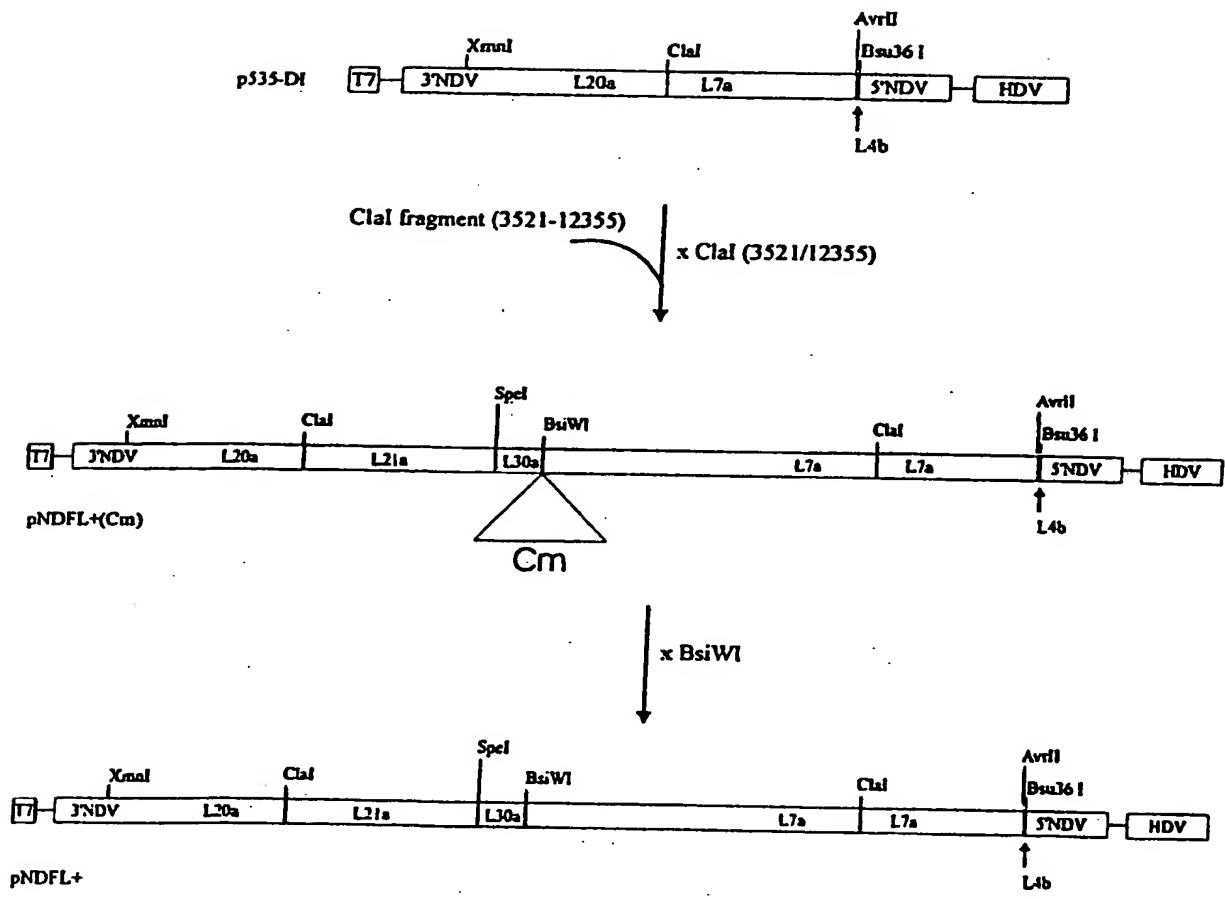 AvrII
XmnI ClaI Bsu36 I
p535-DI T7 3'NDV L20a L7a 5'NDV HDV
L4b
ClaI fragment (3521-12355)
x ClaI (3521/12355)
SpeI AvrII
XmnI ClaI BsiWI ClaI Bsu36 I
T7 3'NDV L20a L21a L30a L7a L7a 5'NDV HDV
pNDFL+(Cm) L4b
Cm
x BsiWI
SpeI AvrII
XmnI ClaI BsiWI ClaI Bsu36 I
T7 3'NDV L20a L21a L30a L7a L7a 5'NDV HDV
pNDFL+ L4b